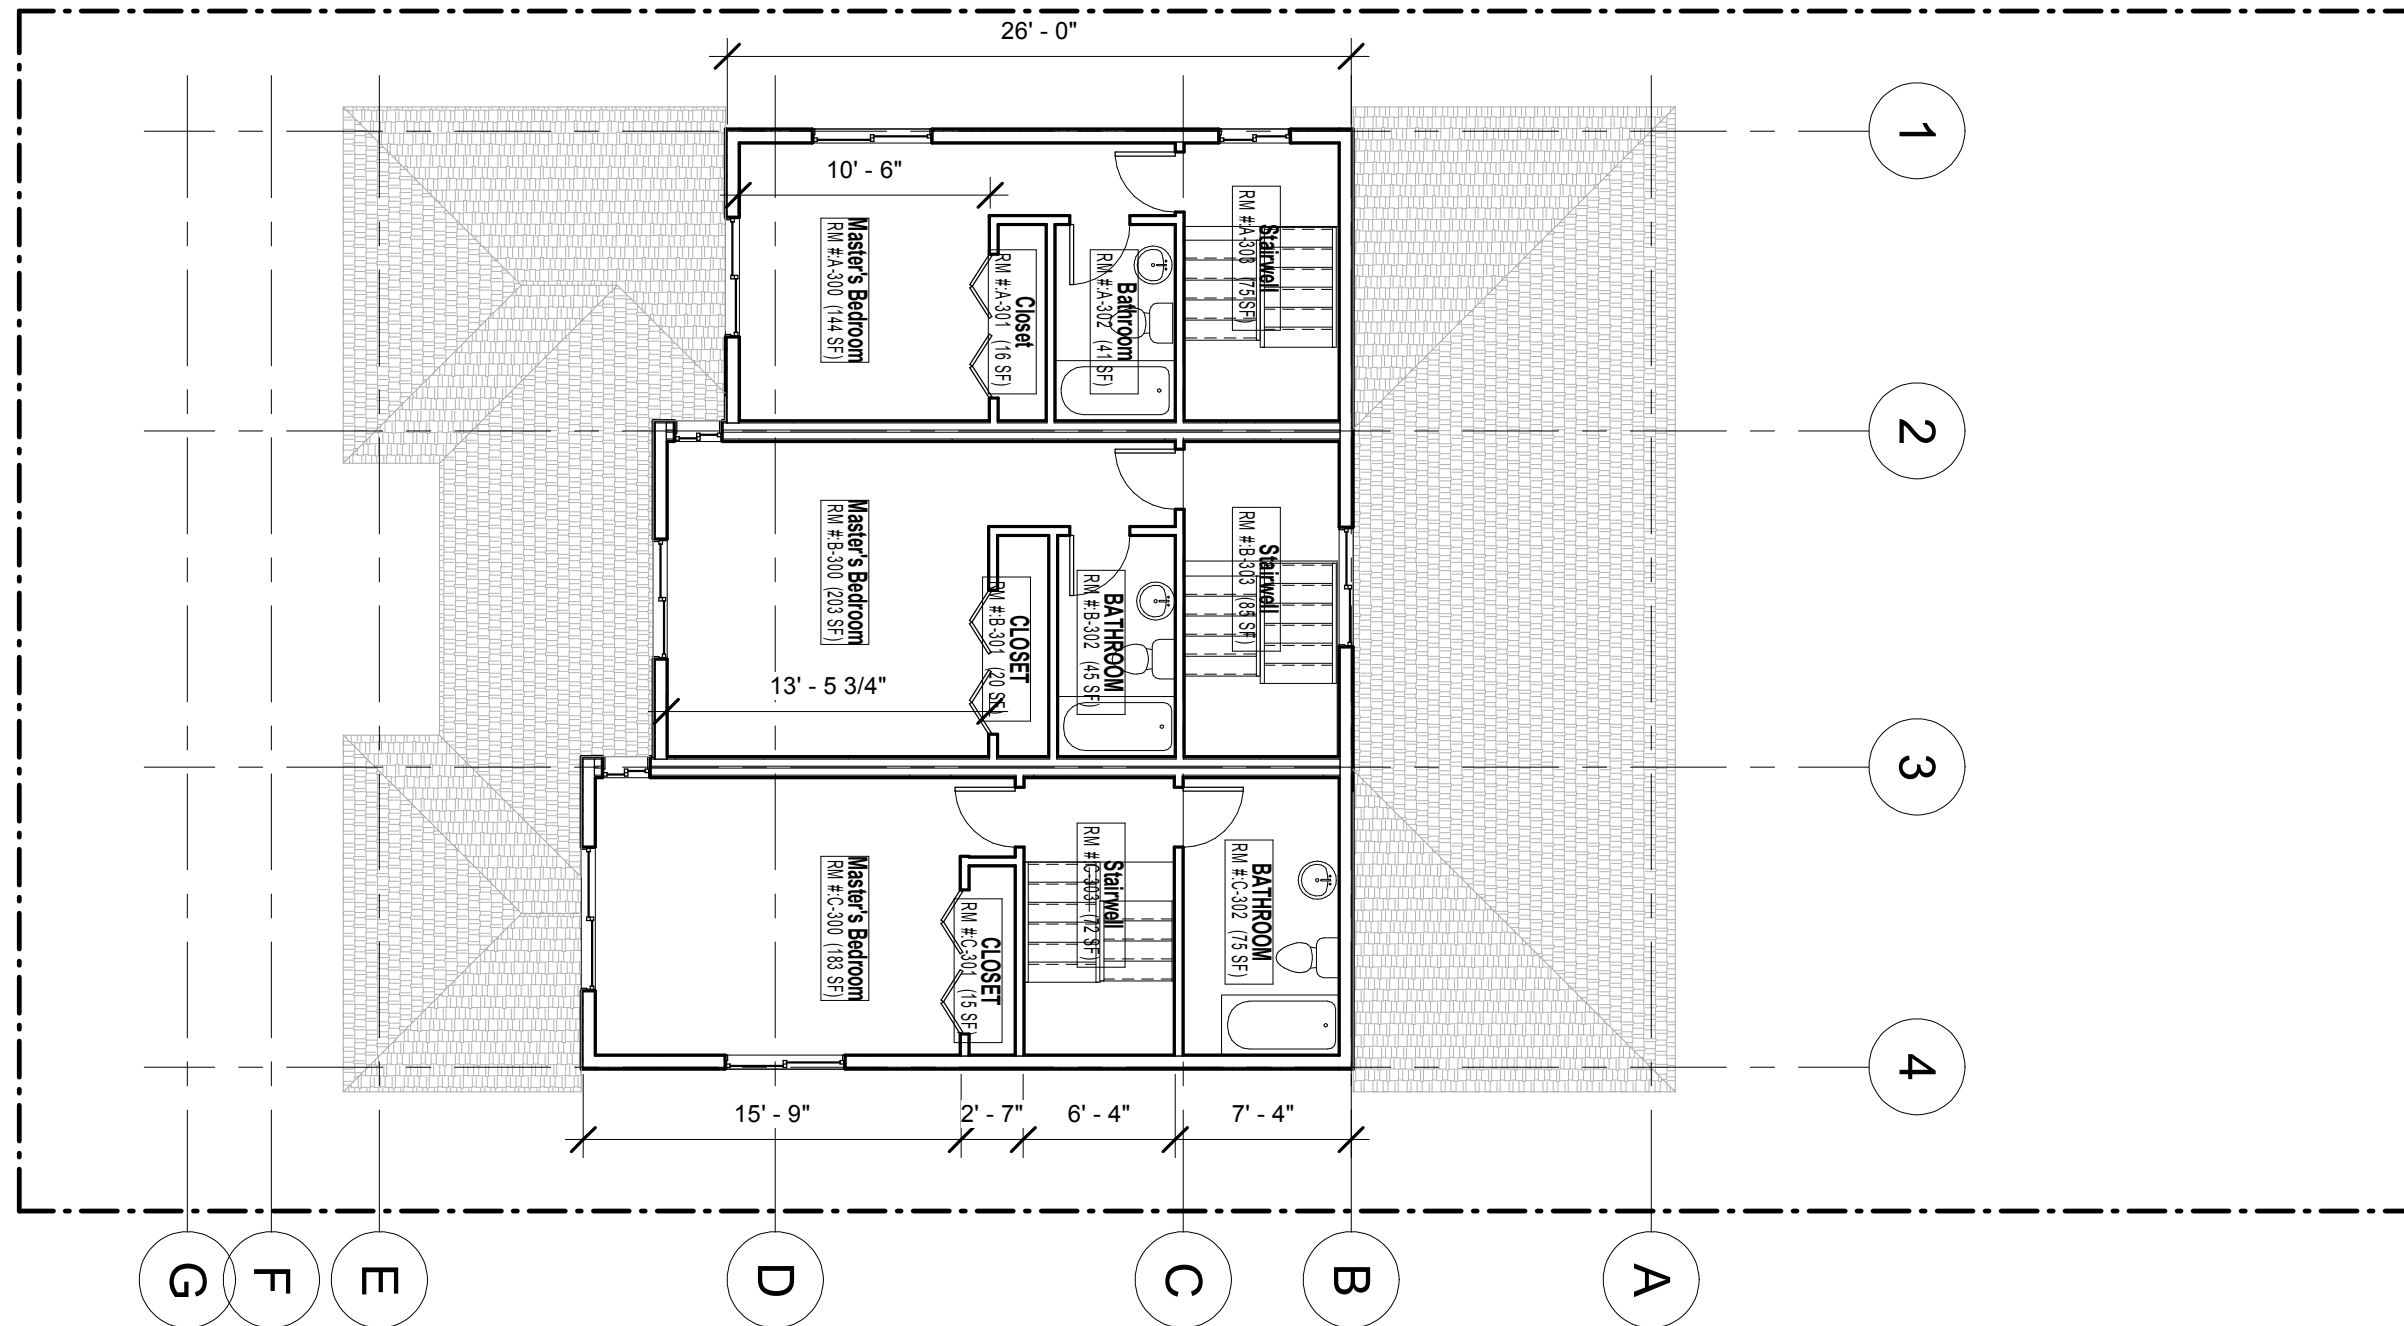 26' - 0"
1
10' - 6"
Master's Bedroom
RM #:A-300 (144 SF)
Closet
RM #:A-301 (16 SF)
Bathroom
RM #:A-302 (41 SF)
Stairwell
RM #:A-303 (75 SF)
2
Master's Bedroom
RM #:B-300 (203 SF)
CLOSET
RM #:B-301 (20 SF)
BATHROOM
RM #:B-302 (45 SF)
Stairwell
RM #:B-303 (85 SF)
13' - 5 3/4"
3
Master's Bedroom
RM #:C-300 (183 SF)
CLOSET
RM #:C-301 (15 SF)
Stairwell
RM #:C-303 (72 SF)
BATHROOM
RM #:C-302 (75 SF)
4
15' - 9"
2' - 7"
6' - 4"
7' - 4"
G
F
E
D
C
B
A